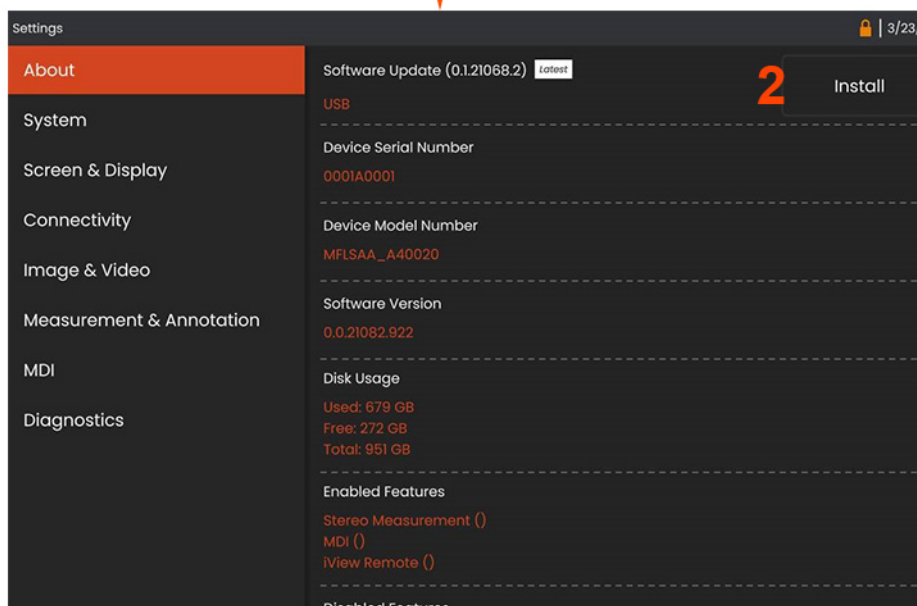 Settings
3/23/
About
System
Screen & Display
Connectivity
Image & Video
Measurement & Annotation
MDI
Diagnostics
Software Update (0.1.21068.2) Latest
USB
2 Install
Device Serial Number
0001A0001
Device Model Number
MFLSAA_A40020
Software Version
0.0.21082.922
Disk Usage
Used: 679 GB
Free: 272 GB
Total: 951 GB
Enabled Features
Stereo Measurement ()
MDI ()
iView Remote ()
Disabled Features